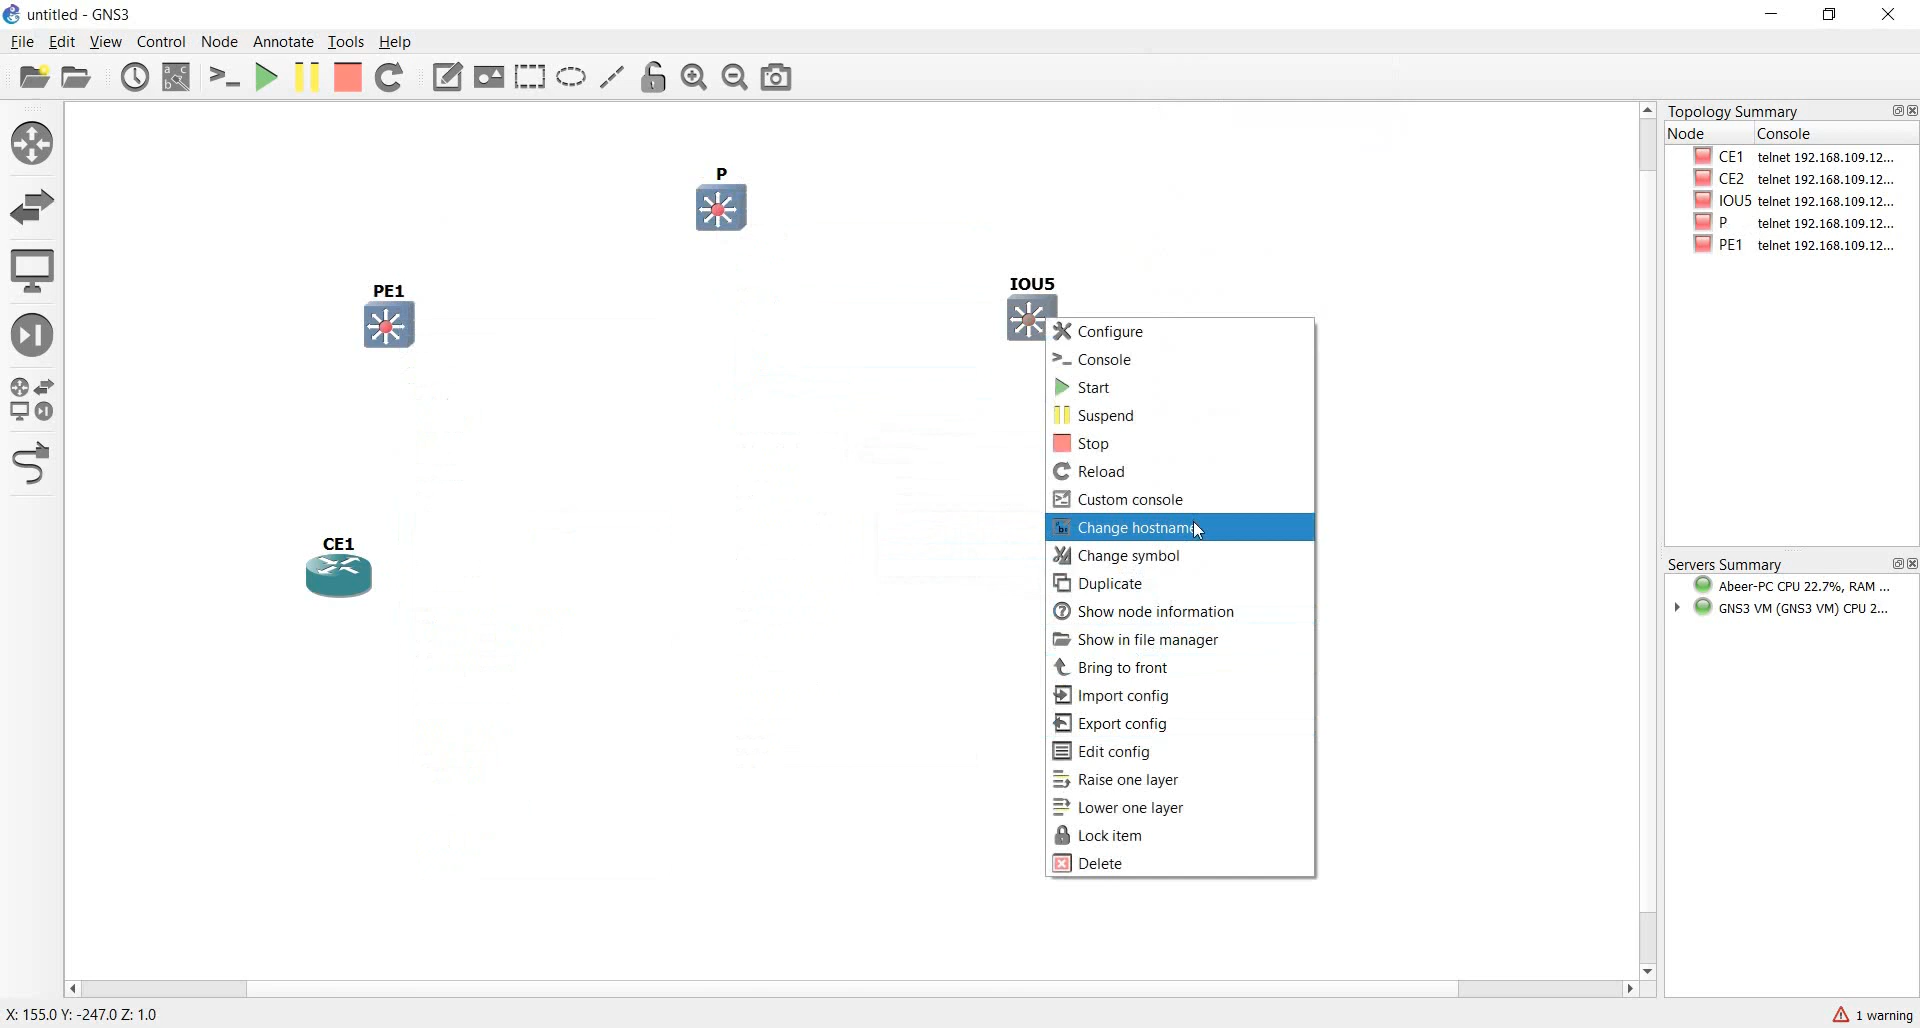 untitled - GNS3
File Edit View Control Node Annotate Tools Help
Topology Summary
Node Console
CE1 telnet 192.168.109.12...
CE2 telnet 192.168.109.12...
IOU5 telnet 192.168.109.12...
P telnet 192.168.109.12...
PE1 telnet 192.168.109.12...
P
PE1
IOU5
CE1
Configure
Console
Start
Suspend
Stop
Reload
Custom console
Change hostname
Change symbol
Duplicate
Show node information
Show in file manager
Bring to front
Import config
Export config
Edit config
Raise one layer
Lower one layer
Lock item
Delete
Servers Summary
Abeer-PC CPU 22.7%, RAM ...
GNS3 VM (GNS3 VM) CPU 2...
X: 155.0 Y: -247.0 Z: 1.0
1 warning